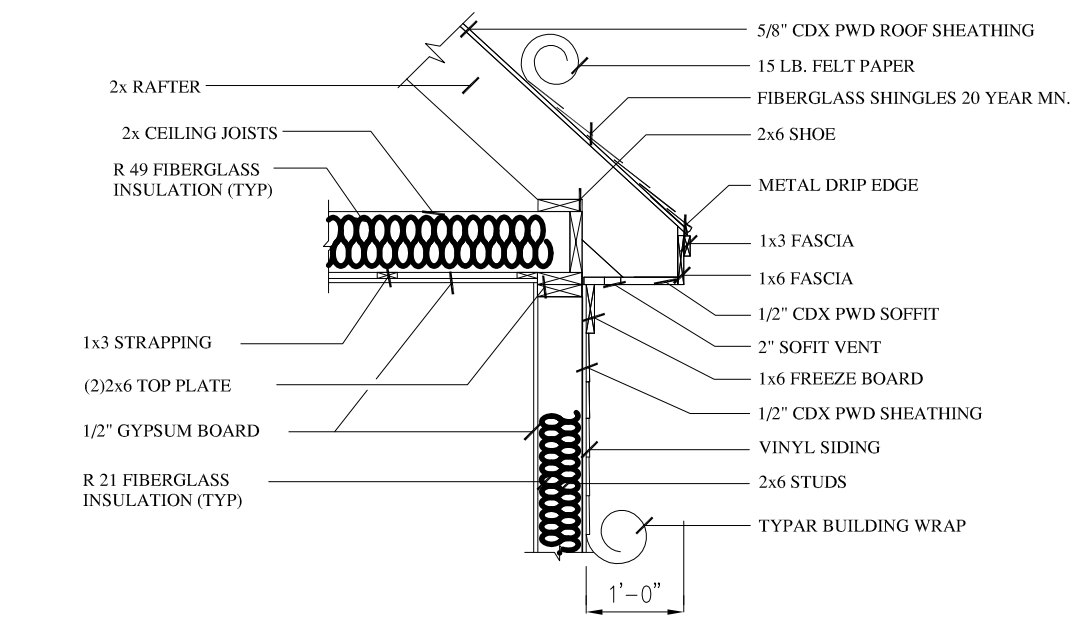 2x RAFTER
2x CEILING JOISTS
R 49 FIBERGLASS
INSULATION (TYP)
1x3 STRAPPING
(2)2x6 TOP PLATE
1/2" GYPSUM BOARD
R 21 FIBERGLASS
INSULATION (TYP)
5/8" CDX PWD ROOF SHEATHING
15 LB. FELT PAPER
FIBERGLASS SHINGLES 20 YEAR MN.
2x6 SHOE
METAL DRIP EDGE
1x3 FASCIA
1x6 FASCIA
1/2" CDX PWD SOFFIT
2" SOFIT VENT
1x6 FREEZE BOARD
1/2" CDX PWD SHEATHING
VINYL SIDING
2x6 STUDS
TYPAR BUILDING WRAP
1'-0"